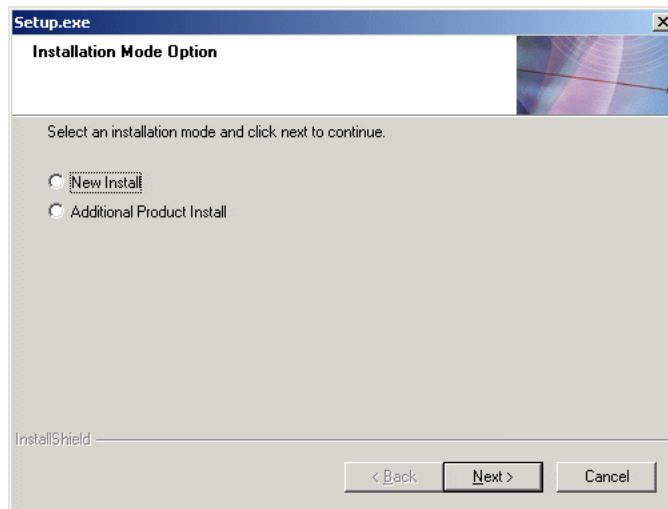 Setup.exe
Installation Mode Option
Select an installation mode and click next to continue.
New Install
Additional Product Install
InstallShield
< Back
Next >
Cancel